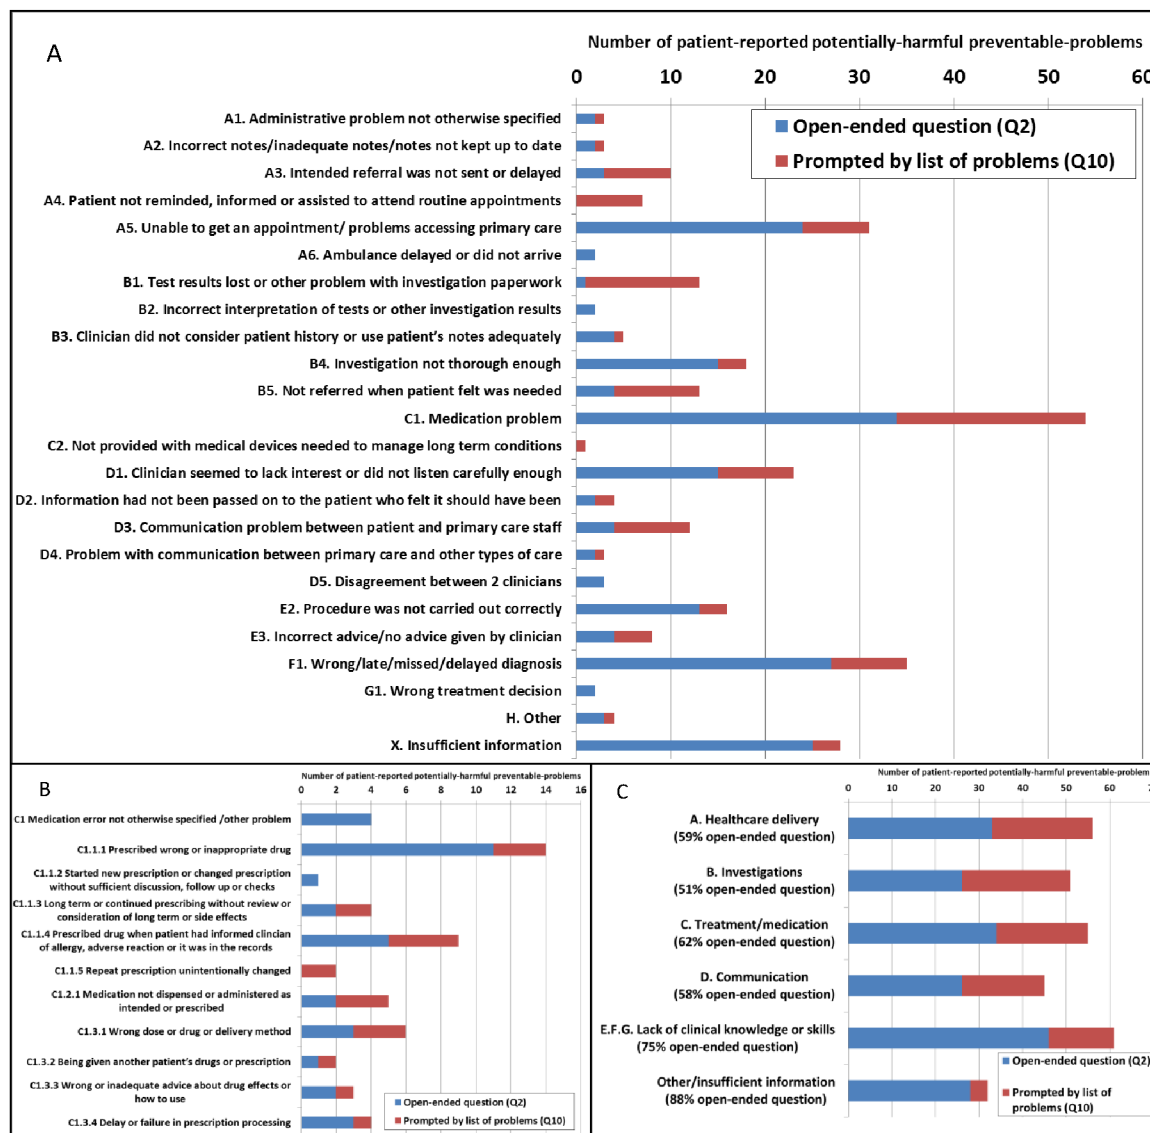 A
Number of patient-reported potentially-harmful preventable-problems
0 10 20 30 40 50 60
Open-ended question (Q2)
Prompted by list of problems (Q10)
A1. Administrative problem not otherwise specified
A2. Incorrect notes/inadequate notes/notes not kept up to date
A3. Intended referral was not sent or delayed
A4. Patient not reminded, informed or assisted to attend routine appointments
A5. Unable to get an appointment/ problems accessing primary care
A6. Ambulance delayed or did not arrive
B1. Test results lost or other problem with investigation paperwork
B2. Incorrect interpretation of tests or other investigation results
B3. Clinician did not consider patient history or use patient's notes adequately
B4. Investigation not thorough enough
B5. Not referred when patient felt was needed
C1. Medication problem
C2. Not provided with medical devices needed to manage long term conditions
D1. Clinician seemed to lack interest or did not listen carefully enough
D2. Information had not been passed on to the patient who felt it should have been
D3. Communication problem between patient and primary care staff
D4. Problem with communication between primary care and other types of care
D5. Disagreement between 2 clinicians
E2. Procedure was not carried out correctly
E3. Incorrect advice/no advice given by clinician
F1. Wrong/late/missed/delayed diagnosis
G1. Wrong treatment decision
H. Other
X. Insufficient information
B
Number of patient-reported potentially-harmful preventable-problems
0 2 4 6 8 10 12 14 16
C1 Medication error not otherwise specified /other problem
C1.1.1 Prescribed wrong or inappropriate drug
C1.1.2 Started new prescription or changed prescription
without sufficient discussion, follow up or checks
C1.1.3 Long term or continued prescribing without review or
consideration of long term or side effects
C1.1.4 Prescribed drug when patient had informed clincian
of allergy, adverse reaction or it was in the records
C1.1.5 Repeat prescription unintentionally changed
C1.2.1 Medication not dispensed or administered as
intended or prescribed
C1.3.1 Wrong dose or drug or delivery method
C1.3.2 Being given another patient's drugs or prescription
C1.3.3 Wrong or inadequate advice about drug effects or
how to use
C1.3.4 Delay or failure in prescription processing
Open-ended question (Q2)
Prompted by list of problems (Q10)
C
Number of patient-reported potentially-harmful preventable-problems
0 10 20 30 40 50 60
A. Healthcare delivery
(59% open-ended question)
B. Investigations
(51% open-ended question)
C. Treatment/medication
(62% open-ended question)
D. Communication
(58% open-ended question)
E.F.G. Lack of clinical knowledge or skills
(75% open-ended question)
Other/insufficient information
(88% open-ended question)
Open-ended question (Q2)
Prompted by list of
problems (Q10)